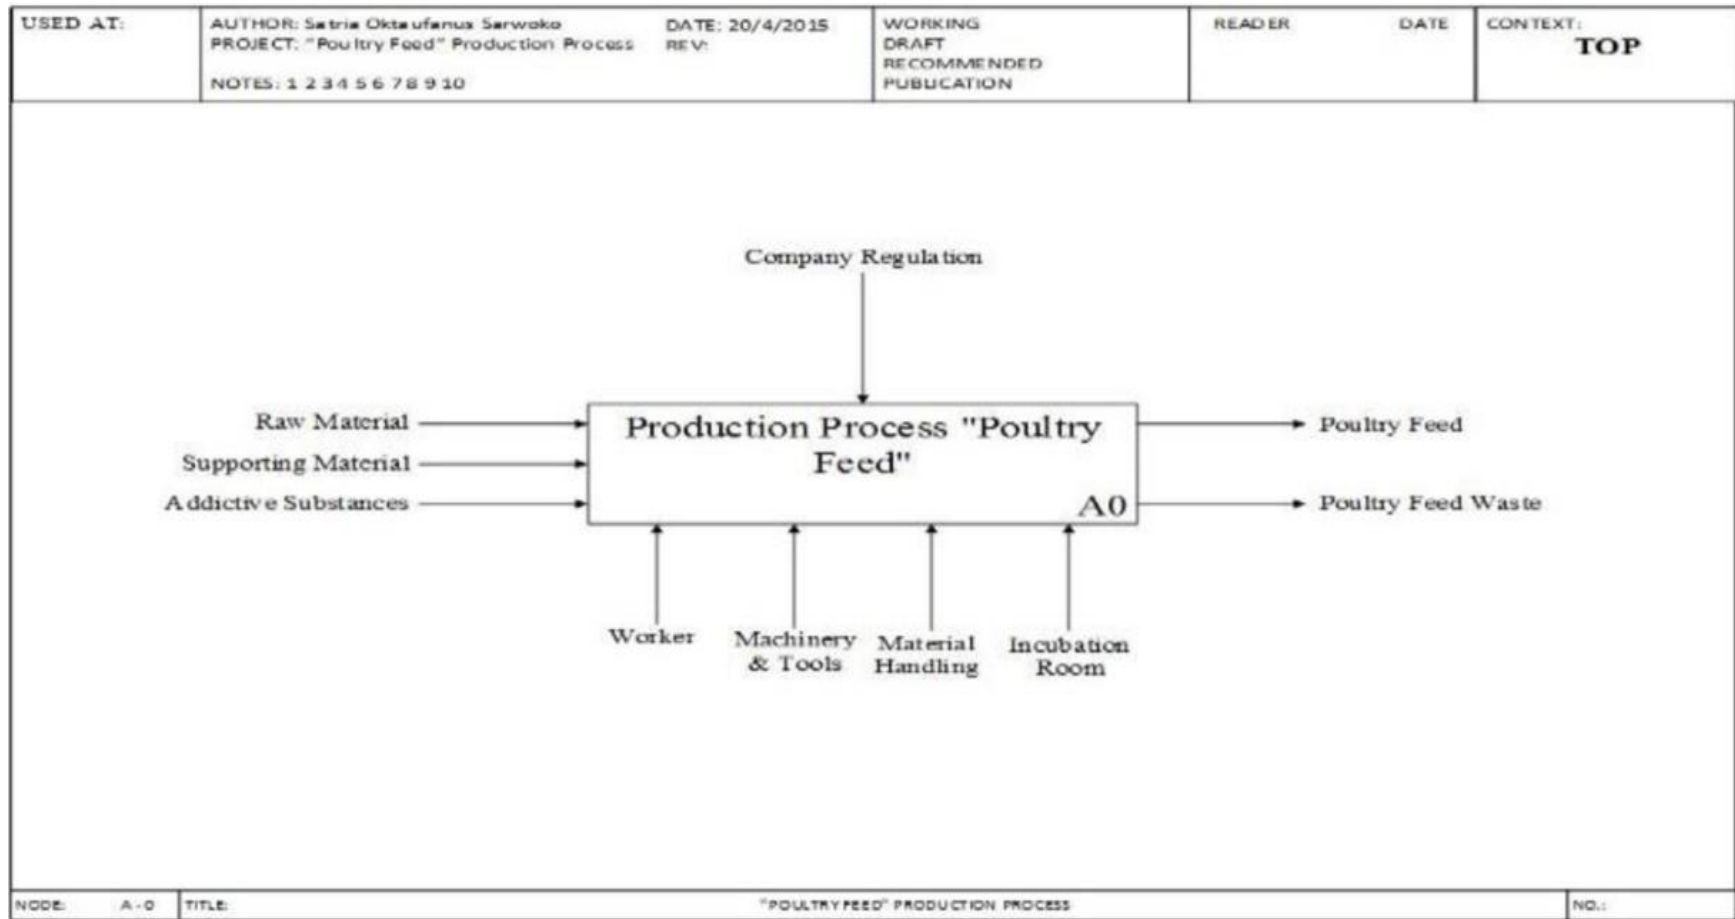 USED AT:
AUTHOR: Satria Oktaufanus Sarwoko
DATE: 20/4/2015
PROJECT: "Poultry Feed" Production Process
REV:
NOTES: 1 2 3 4 5 6 7 8 9 10
WORKING
DRAFT
RECOMMENDED
PUBLICATION
READER
DATE
CONTEXT:
TOP
Company Regulation
Raw Material
Supporting Material
Addictive Substances
Production Process "Poultry
Feed"
A0
Poultry Feed
Poultry Feed Waste
Worker
Machinery
& Tools
Material
Handling
Incubation
Room
NODE: A-0
TITLE:
"POULTRY FEED" PRODUCTION PROCESS
NO.: